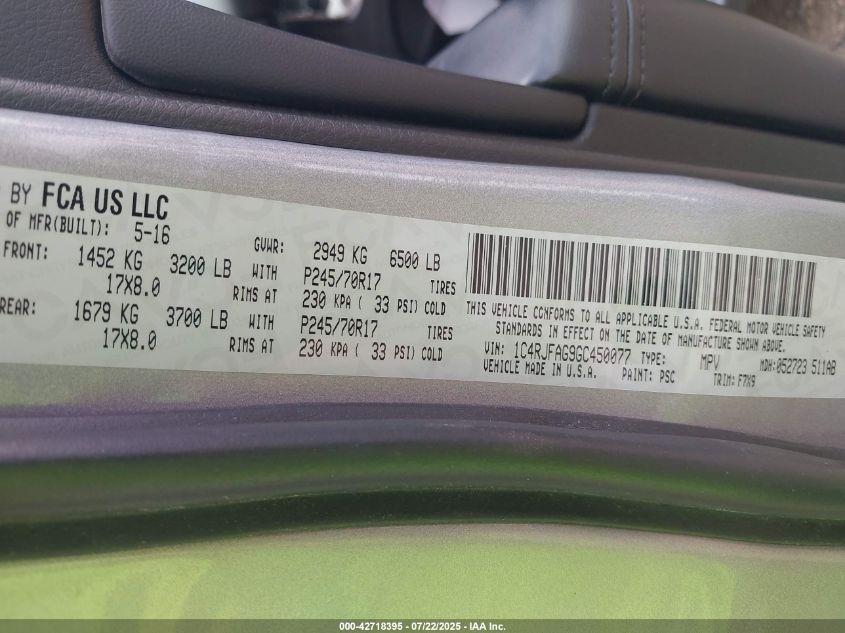 BY FCA US LLC
OF MFR(BUILT): 5-16
GVWR: 2949 KG 6500 LB
FRONT: 1452 KG 3200 LB WITH P245/70R17 TIRES
17X8.0 RIMS AT 230 KPA ( 33 PSI) COLD
REAR: 1679 KG 3700 LB WITH P245/70R17 TIRES
17X8.0 RIMS AT 230 KPA ( 33 PSI) COLD
THIS VEHICLE CONFORMS TO ALL APPLICABLE U.S.A. FEDERAL MOTOR VEHICLE SAFETY
STANDARDS IN EFFECT ON THE DATE OF MANUFACTURE SHOWN ABOVE.
VIN: 1C4RJFAG9GC450077 TYPE: MPV MDH:052723 511AB
VEHICLE MADE IN U.S.A. PAINT: PSC TRIM: F7X9
000-42718395 - 07/22/2025 - IAA Inc.